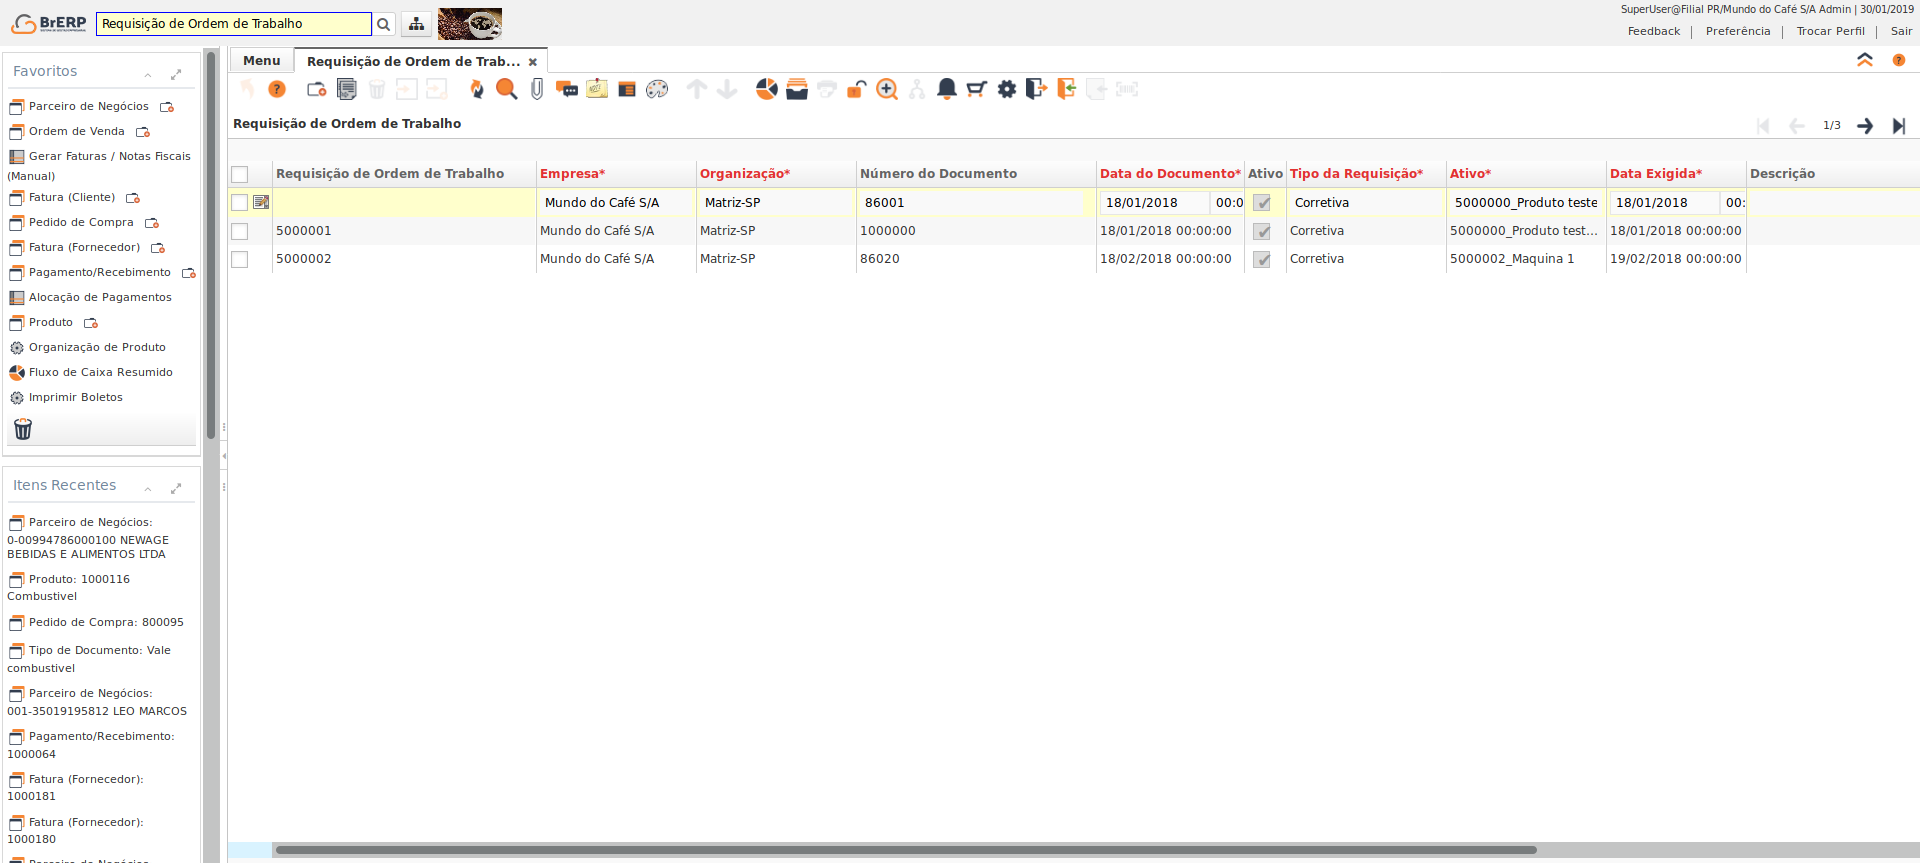 BrERP
Requisição de Ordem de Trabalho
SuperUser@Filial PR/Mundo do Café S/A Admin | 30/01/2019
Feedback | Preferência | Trocar Perfil | Sair
Favoritos
Parceiro de Negócios
Ordem de Venda
Gerar Faturas / Notas Fiscais
(Manual)
Fatura (Cliente)
Pedido de Compra
Fatura (Fornecedor)
Pagamento/Recebimento
Alocação de Pagamentos
Produto
Organização de Produto
Fluxo de Caixa Resumido
Imprimir Boletos
Itens Recentes
Parceiro de Negócios:
0-00994786000100 NEWAGE
BEBIDAS E ALIMENTOS LTDA
Produto: 1000116
Combustivel
Pedido de Compra: 800095
Tipo de Documento: Vale
combustivel
Parceiro de Negócios:
001-35019195812 LEO MARCOS
Pagamento/Recebimento:
1000064
Fatura (Fornecedor):
1000181
Fatura (Fornecedor):
1000180
Parceiro de Negócios
Menu
Requisição de Ordem de Trab...
Requisição de Ordem de Trabalho
1/3
Requisição de Ordem de Trabalho Empresa* Organização* Número do Documento Data do Documento* Ativo Tipo da Requisição* Ativo* Data Exigida* Descrição
Mundo do Café S/A Matriz-SP 86001 18/01/2018 00:0 Corretiva 5000000_Produto teste 18/01/2018 00:
5000001 Mundo do Café S/A Matriz-SP 1000000 18/01/2018 00:00:00 Corretiva 5000000_Produto test... 18/01/2018 00:00:00
5000002 Mundo do Café S/A Matriz-SP 86020 18/02/2018 00:00:00 Corretiva 5000002_Maquina 1 19/02/2018 00:00:00